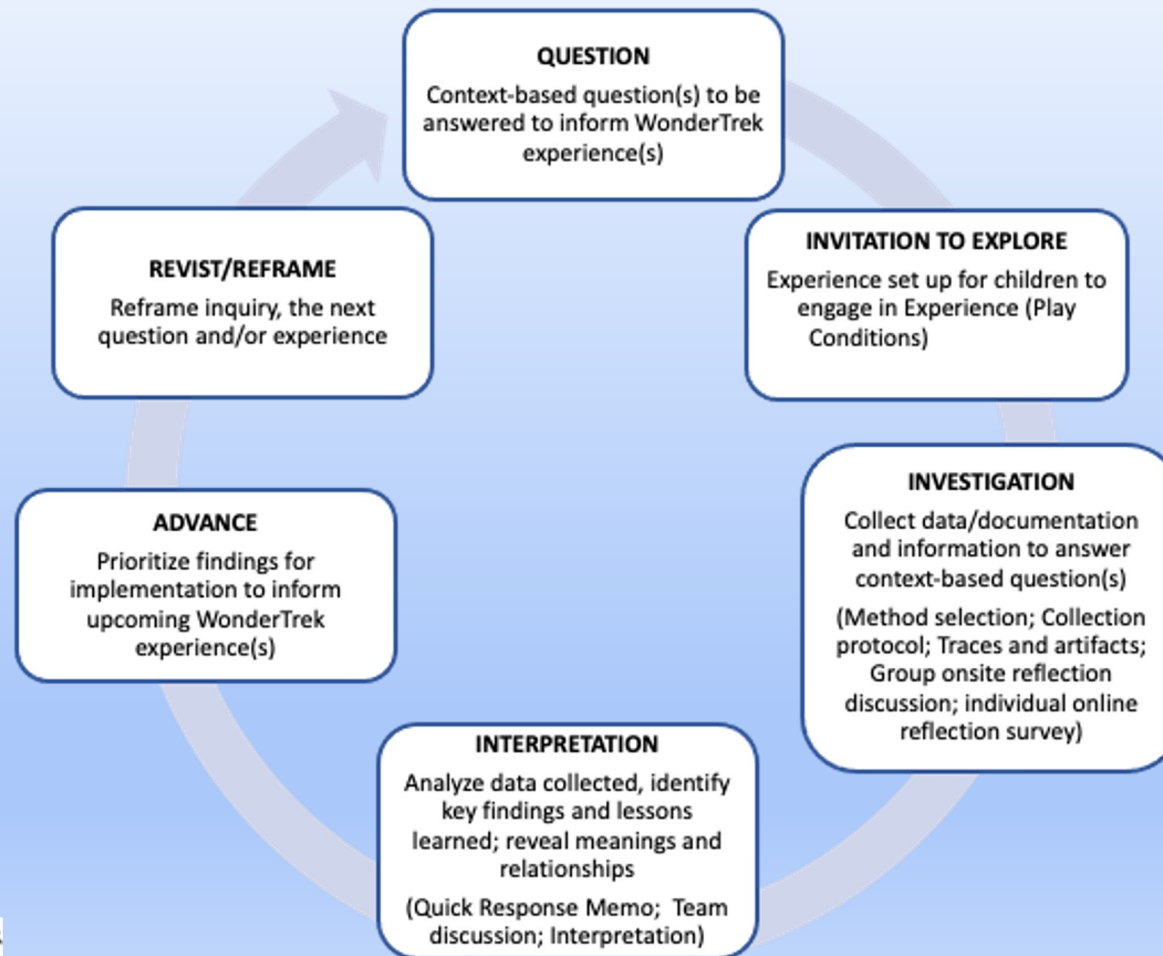 QUESTION
Context-based question(s) to be
answered to inform WonderTrek
experience(s)
INVITATION TO EXPLORE
Experience set up for children to
engage in Experience (Play
Conditions)
INVESTIGATION
Collect data/documentation
and information to answer
context-based question(s)
(Method selection; Collection
protocol; Traces and artifacts;
Group onsite reflection
discussion; individual online
reflection survey)
INTERPRETATION
Analyze data collected, identify
key findings and lessons
learned; reveal meanings and
relationships
(Quick Response Memo; Team
discussion; Interpretation)
ADVANCE
Prioritize findings for
implementation to inform
upcoming WonderTrek
experience(s)
REVIST/REFRAME
Reframe inquiry, the next
question and/or experience